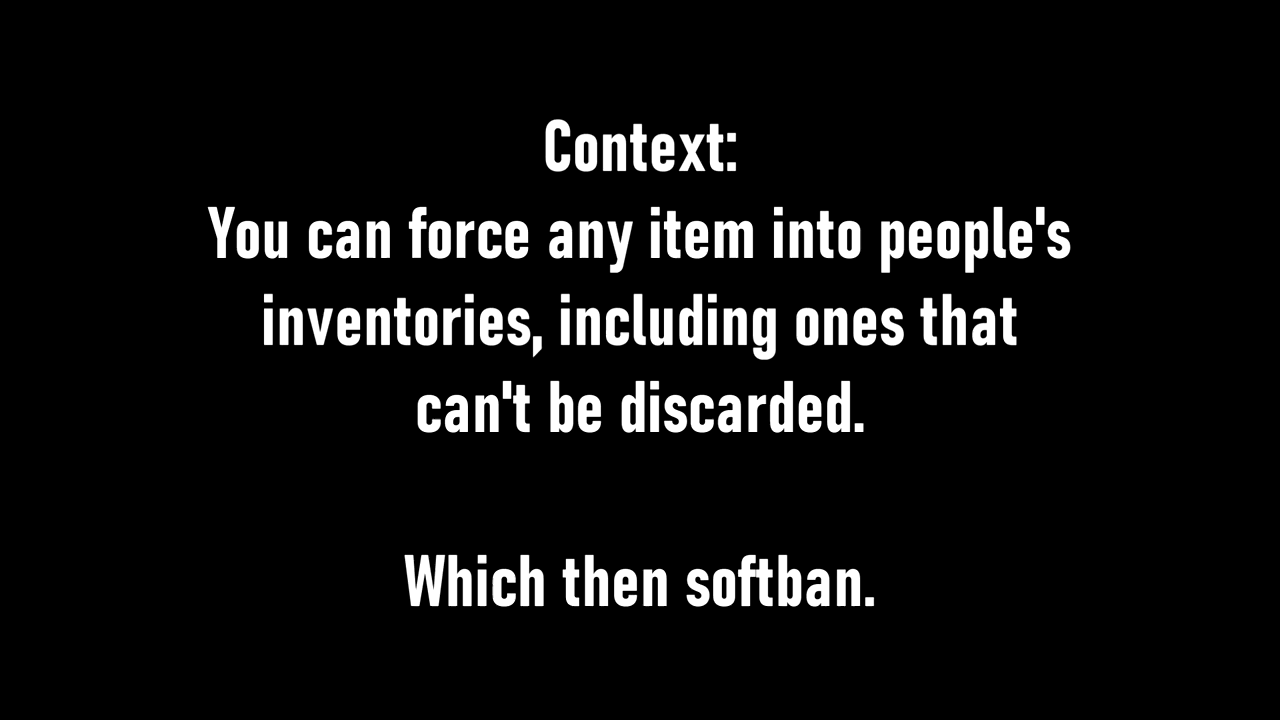 Context:
You can force any item into people's
inventories, including ones that
can't be discarded.
Which then softban.